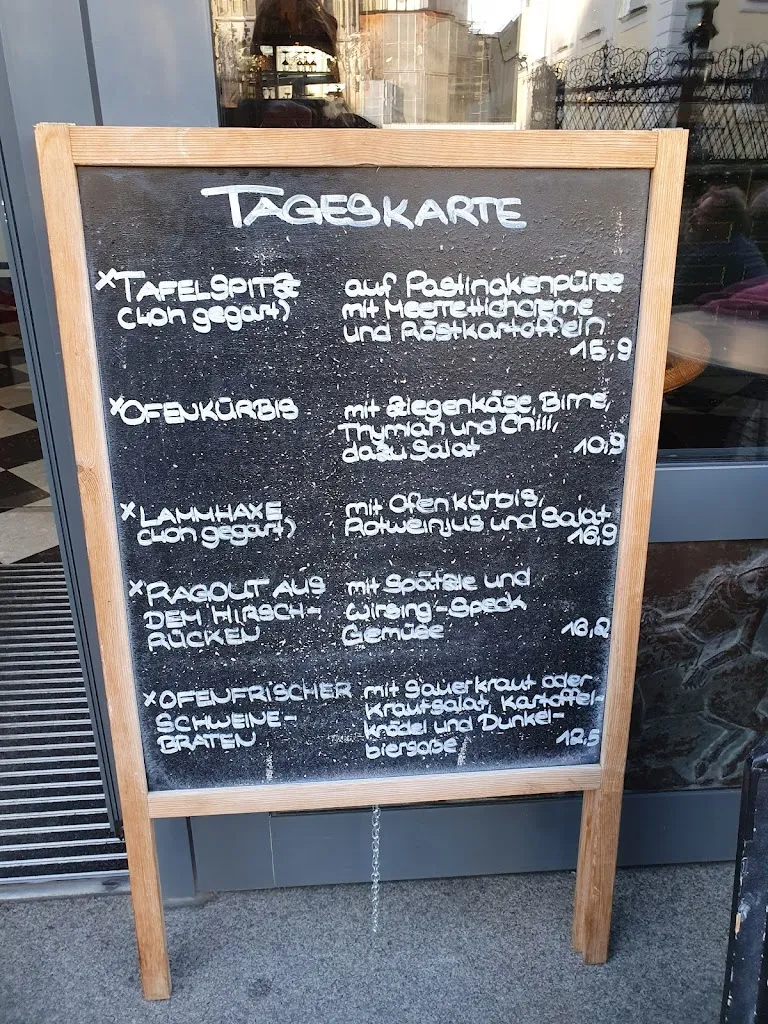 TAGESKARTE
x TAFELSPITZ auf Pastinakenpüree
(40h gegart) mit Meerrettichcreme
und Röstkartoffeln
15,9
x OFENKÜRBIS mit Ziegenkäse, Birne,
Thymian und Chili,
dazu Salat 10,9
x LAMMHAXE mit Ofenkürbis,
(40h gegart) Rotweinjus und Salat
16,9
x RAGOUT AUS mit Spätzle und
DEM HIRSCH- Wirsing-Speck
RÜCKEN Gemüse 16,2
x OFENFRISCHER mit Sauerkraut oder
SCHWEINE- Krautsalat, Kartoffel-
BRATEN knödel und Dunkel-
biersoße 12,5